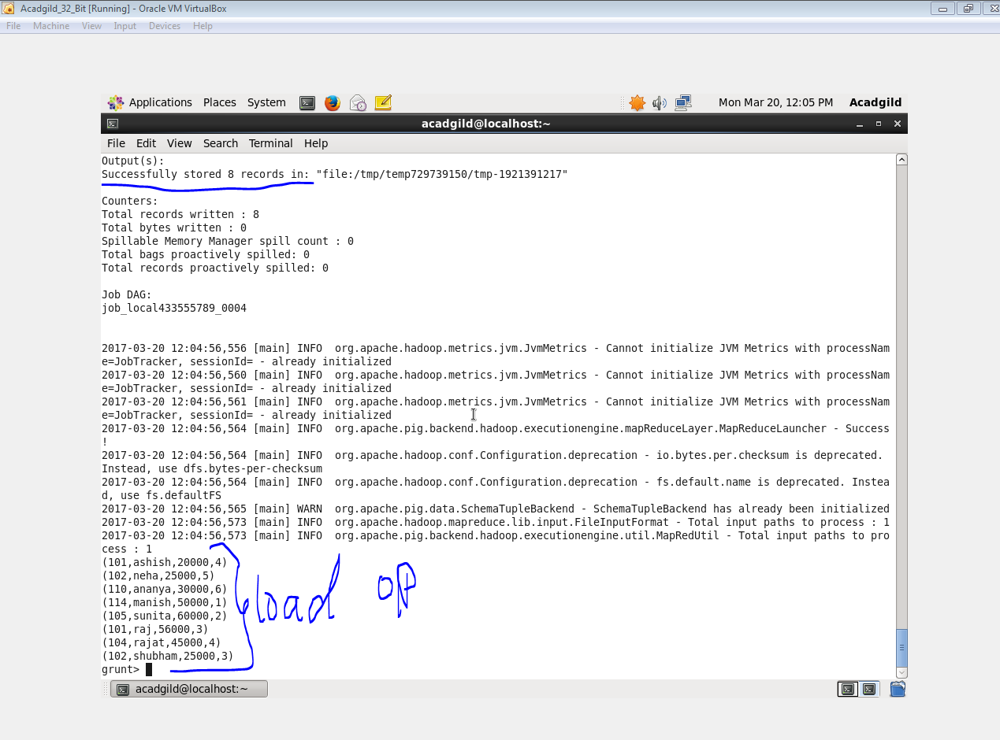 Acadgild_32_Bit [Running] - Oracle VM VirtualBox
File Machine View Input Devices Help
Applications Places System Mon Mar 20, 12:05 PM Acadgild
acadgild@localhost:~
File Edit View Search Terminal Help
Output(s):
Successfully stored 8 records in: "file:/tmp/temp729739150/tmp-1921391217"
Counters:
Total records written : 8
Total bytes written : 0
Spillable Memory Manager spill count : 0
Total bags proactively spilled: 0
Total records proactively spilled: 0
Job DAG:
job_local433555789_0004
2017-03-20 12:04:56,556 [main] INFO  org.apache.hadoop.metrics.jvm.JvmMetrics - Cannot initialize JVM Metrics with processNam
e=JobTracker, sessionId= - already initialized
2017-03-20 12:04:56,560 [main] INFO  org.apache.hadoop.metrics.jvm.JvmMetrics - Cannot initialize JVM Metrics with processNam
e=JobTracker, sessionId= - already initialized
2017-03-20 12:04:56,561 [main] INFO  org.apache.hadoop.metrics.jvm.JvmMetrics - Cannot initialize JVM Metrics with processNam
e=JobTracker, sessionId= - already initialized
2017-03-20 12:04:56,564 [main] INFO  org.apache.pig.backend.hadoop.executionengine.mapReduceLayer.MapReduceLauncher - Success
!
2017-03-20 12:04:56,564 [main] INFO  org.apache.hadoop.conf.Configuration.deprecation - io.bytes.per.checksum is deprecated.
Instead, use dfs.bytes-per-checksum
2017-03-20 12:04:56,564 [main] INFO  org.apache.hadoop.conf.Configuration.deprecation - fs.default.name is deprecated. Instea
d, use fs.defaultFS
2017-03-20 12:04:56,565 [main] WARN  org.apache.pig.data.SchemaTupleBackend - SchemaTupleBackend has already been initialized
2017-03-20 12:04:56,573 [main] INFO  org.apache.hadoop.mapreduce.lib.input.FileInputFormat - Total input paths to process : 1
2017-03-20 12:04:56,573 [main] INFO  org.apache.pig.backend.hadoop.executionengine.util.MapRedUtil - Total input paths to pro
cess : 1
(101,ashish,20000,4)
(102,neha,25000,5)
(110,ananya,30000,6)
(114,manish,50000,1)
(105,sunita,60000,2)
(101,raj,56000,3)
(104,rajat,45000,4)
(102,shubham,25000,3)
load op
grunt>
acadgild@localhost:~